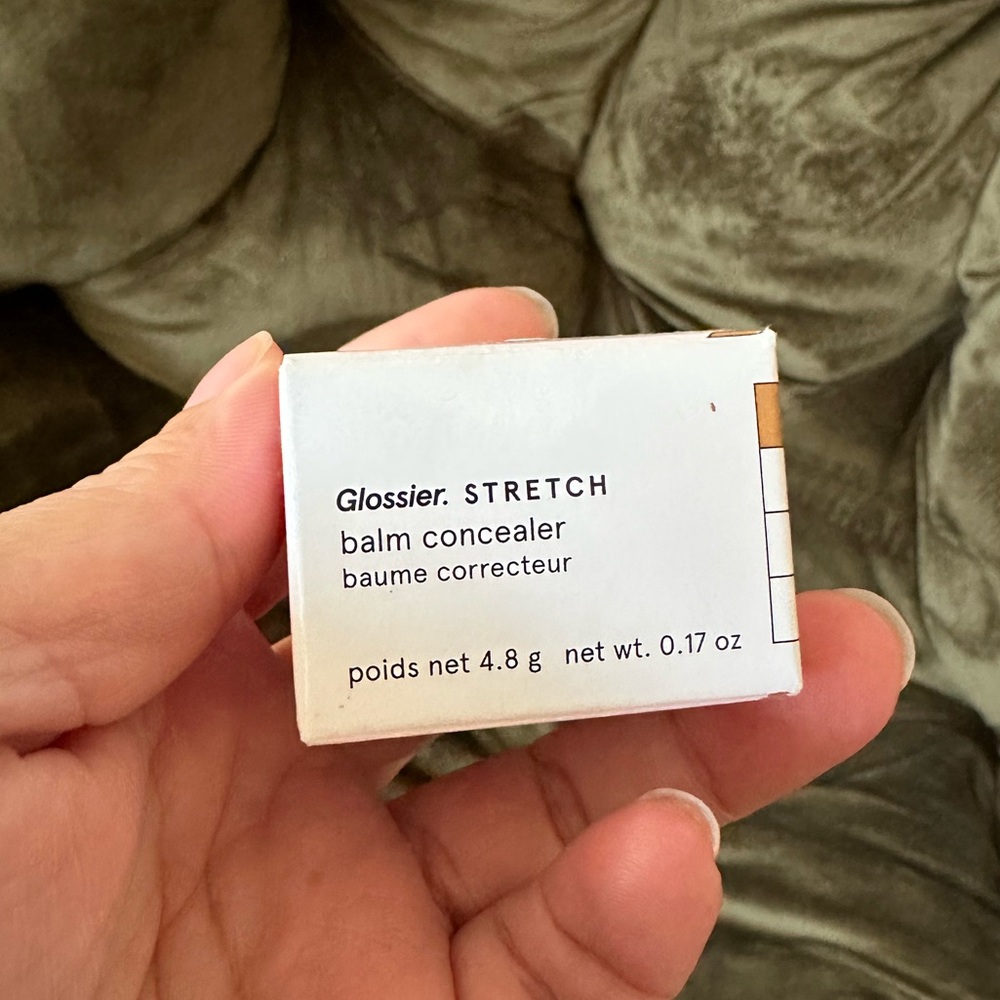 Glossier. STRETCH
balm concealer
baume correcteur
poids net 4.8 g net wt. 0.17 oz